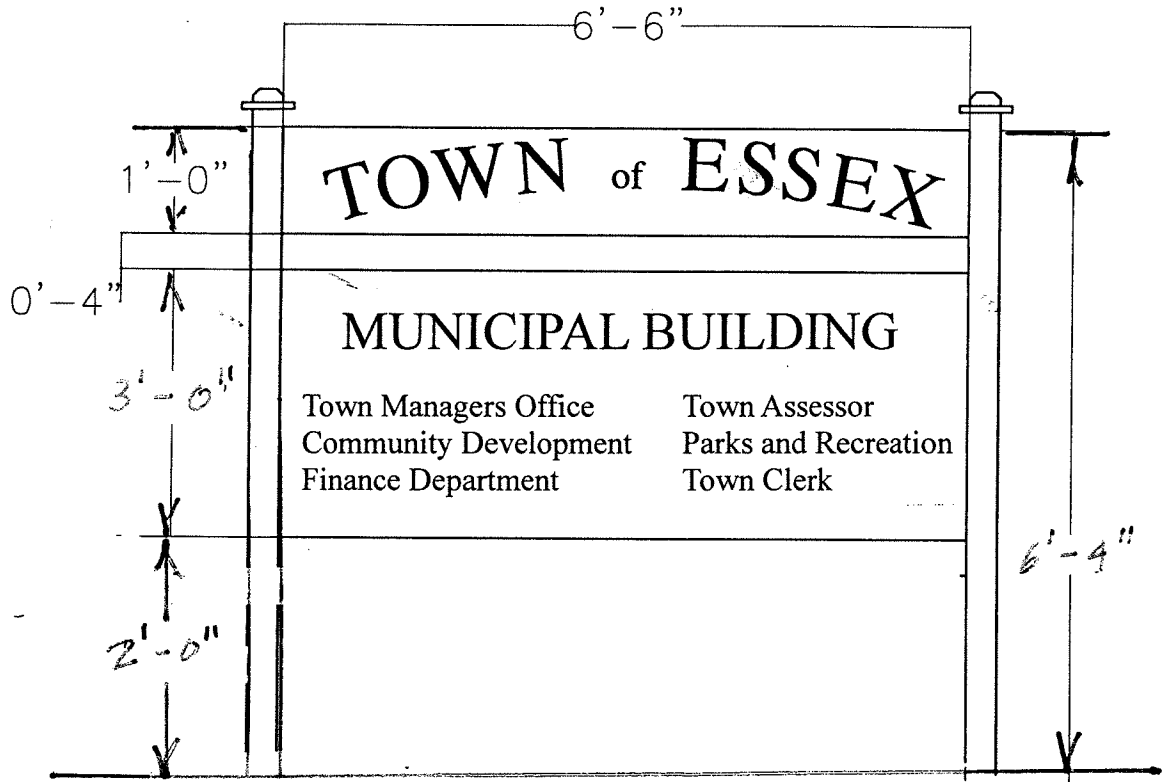 6'-6"
TOWN of ESSEX
1'-0"
0'-4"
MUNICIPAL BUILDING
3'-0"
Town Managers Office Town Assessor
Community Development Parks and Recreation
Finance Department Town Clerk
6'-4"
2'-0"